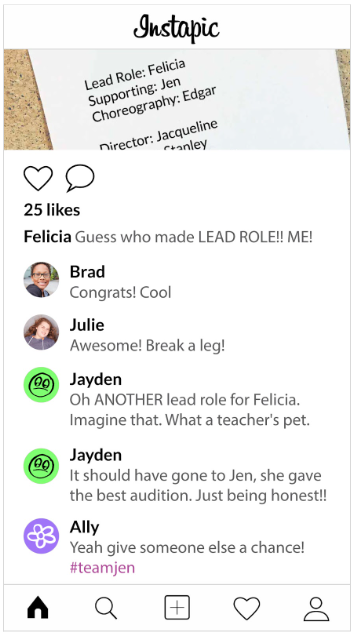 Instapic
Lead Role: Felicia
Supporting: Jen
Choreography: Edgar
Director: Jacqueline
Stanley
25 likes
Felicia Guess who made LEAD ROLE!! ME!
Brad
Congrats! Cool
Julie
Awesome! Break a leg!
Jayden
Oh ANOTHER lead role for Felicia.
Imagine that. What a teacher's pet.
Jayden
It should have gone to Jen, she gave
the best audition. Just being honest!!
Ally
Yeah give someone else a chance!
#teamjen